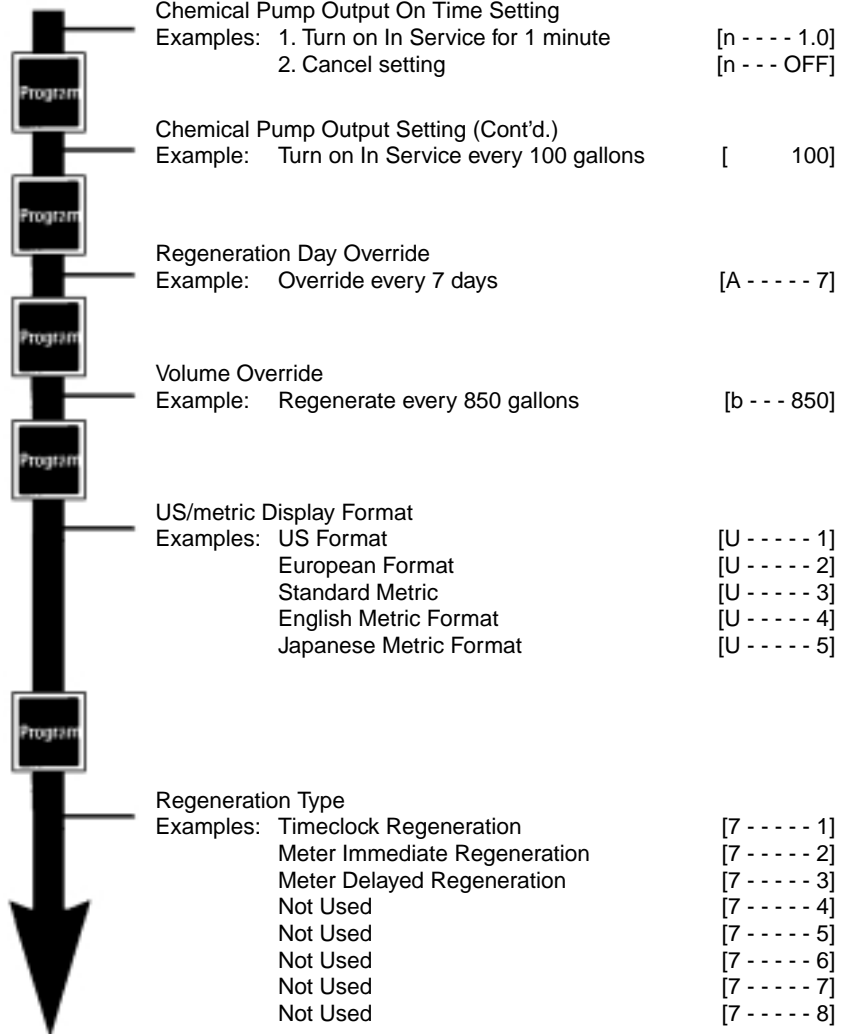 Chemical Pump Output On Time Setting
Examples: 1. Turn on In Service for 1 minute [n - - - - 1.0]
2. Cancel setting [n - - - OFF]
Program
Chemical Pump Output Setting (Cont'd.)
Example: Turn on In Service every 100 gallons [ 100]
Program
Regeneration Day Override
Example: Override every 7 days [A - - - - - 7]
Program
Volume Override
Example: Regenerate every 850 gallons [b - - - 850]
Program
US/metric Display Format
Examples: US Format [U - - - - - 1]
European Format [U - - - - - 2]
Standard Metric [U - - - - - 3]
English Metric Format [U - - - - - 4]
Japanese Metric Format [U - - - - - 5]
Program
Regeneration Type
Examples: Timeclock Regeneration [7 - - - - - 1]
Meter Immediate Regeneration [7 - - - - - 2]
Meter Delayed Regeneration [7 - - - - - 3]
Not Used [7 - - - - - 4]
Not Used [7 - - - - - 5]
Not Used [7 - - - - - 6]
Not Used [7 - - - - - 7]
Not Used [7 - - - - - 8]